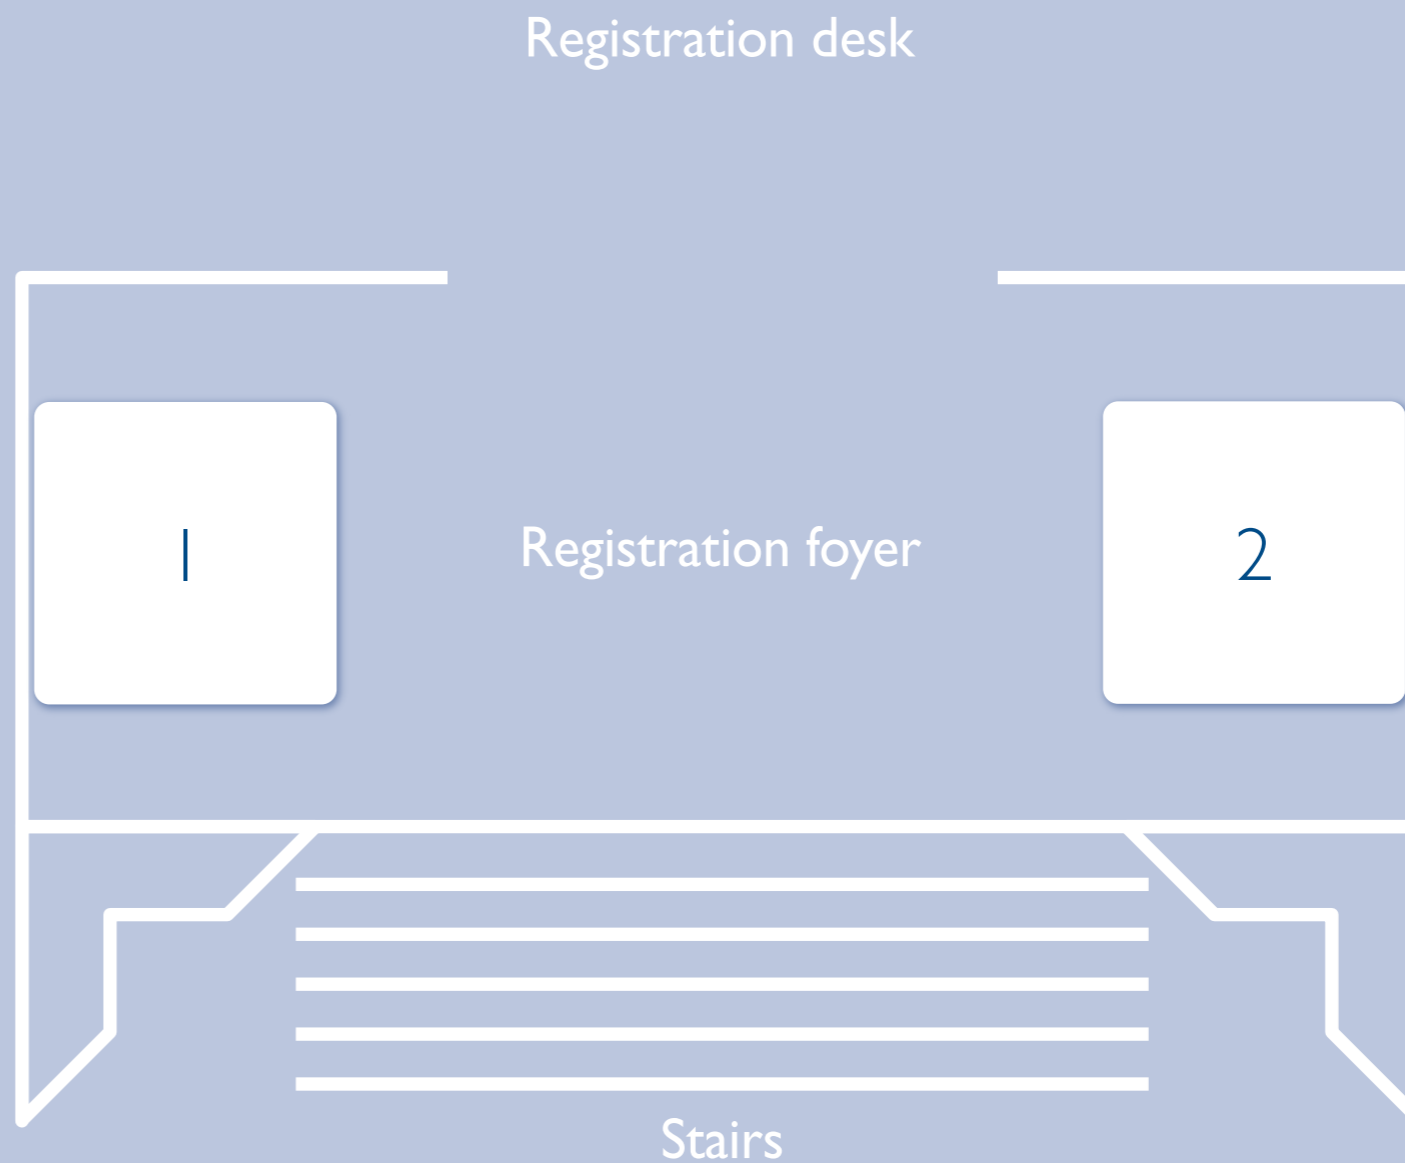 Registration desk
1
Registration foyer
2
Stairs